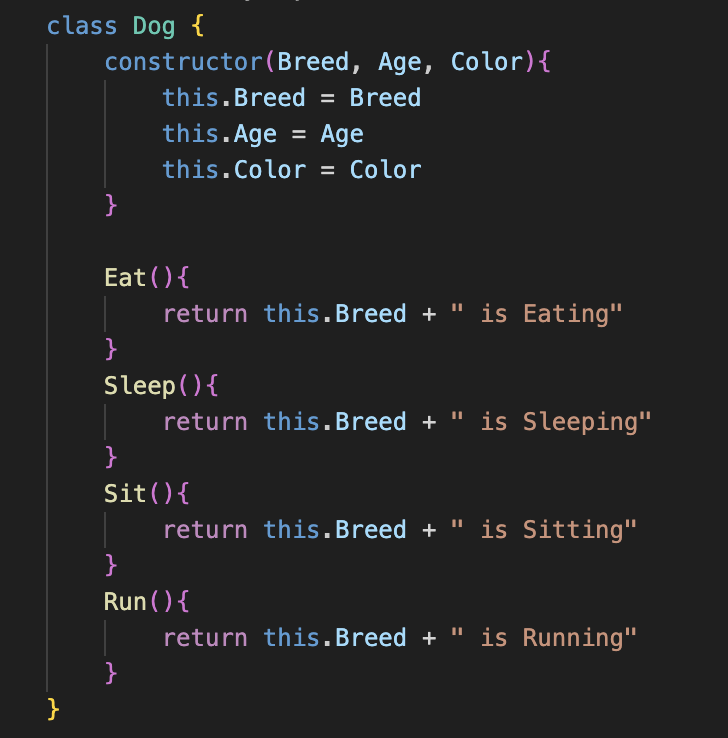 class Dog {
    constructor(Breed, Age, Color){
        this.Breed = Breed
        this.Age = Age
        this.Color = Color
    }

    Eat(){
        return this.Breed + " is Eating"
    }
    Sleep(){
        return this.Breed + " is Sleeping"
    }
    Sit(){
        return this.Breed + " is Sitting"
    }
    Run(){
        return this.Breed + " is Running"
    }
}